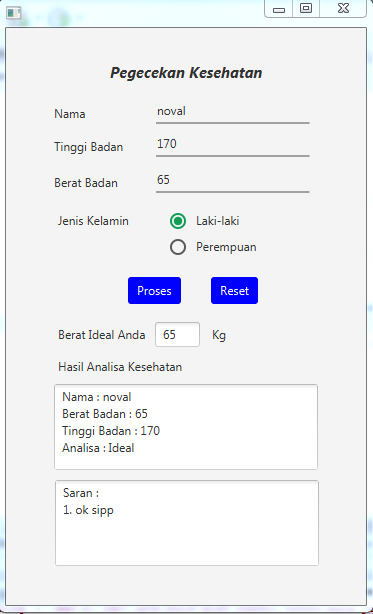 Pegecekan Kesehatan
Nama noval
Tinggi Badan 170
Berat Badan 65
Jenis Kelamin Laki-laki
Perempuan
Proses Reset
Berat Ideal Anda 65 Kg
Hasil Analisa Kesehatan
Nama : noval
Berat Badan : 65
Tinggi Badan : 170
Analisa : Ideal
Saran :
1. ok sipp